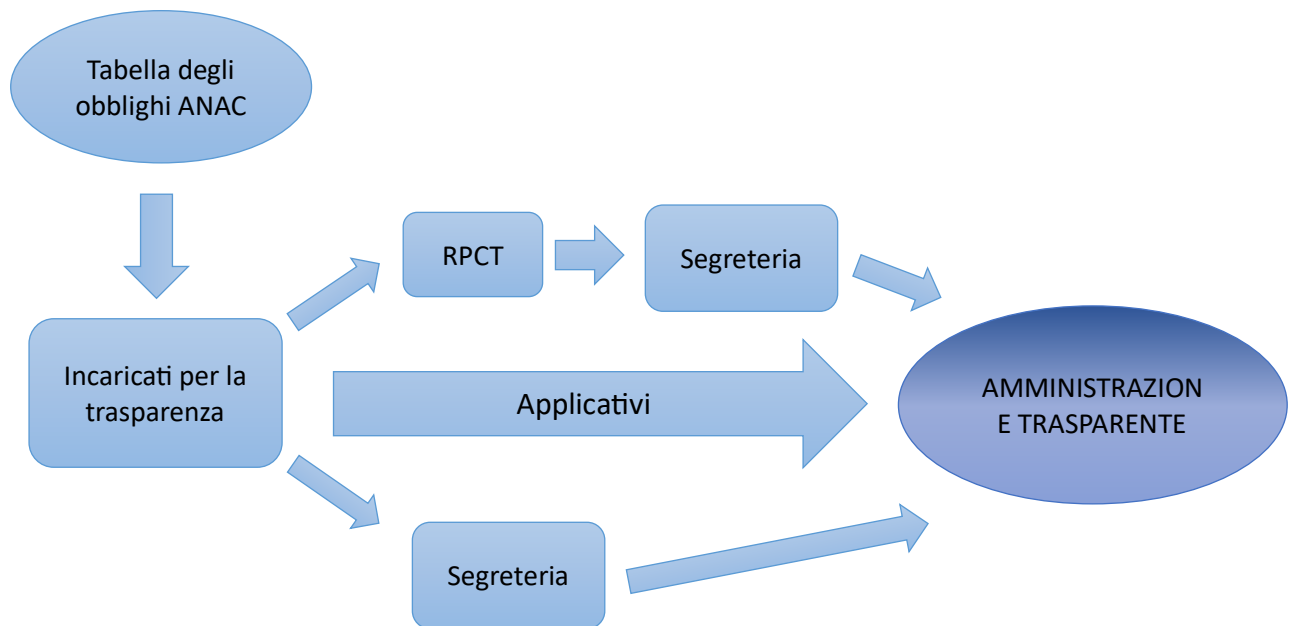 Tabella degli
obblighi ANAC
RPCT
Segreteria
Incaricati per la
trasparenza
Applicativi
AMMINISTRAZION
E TRASPARENTE
Segreteria